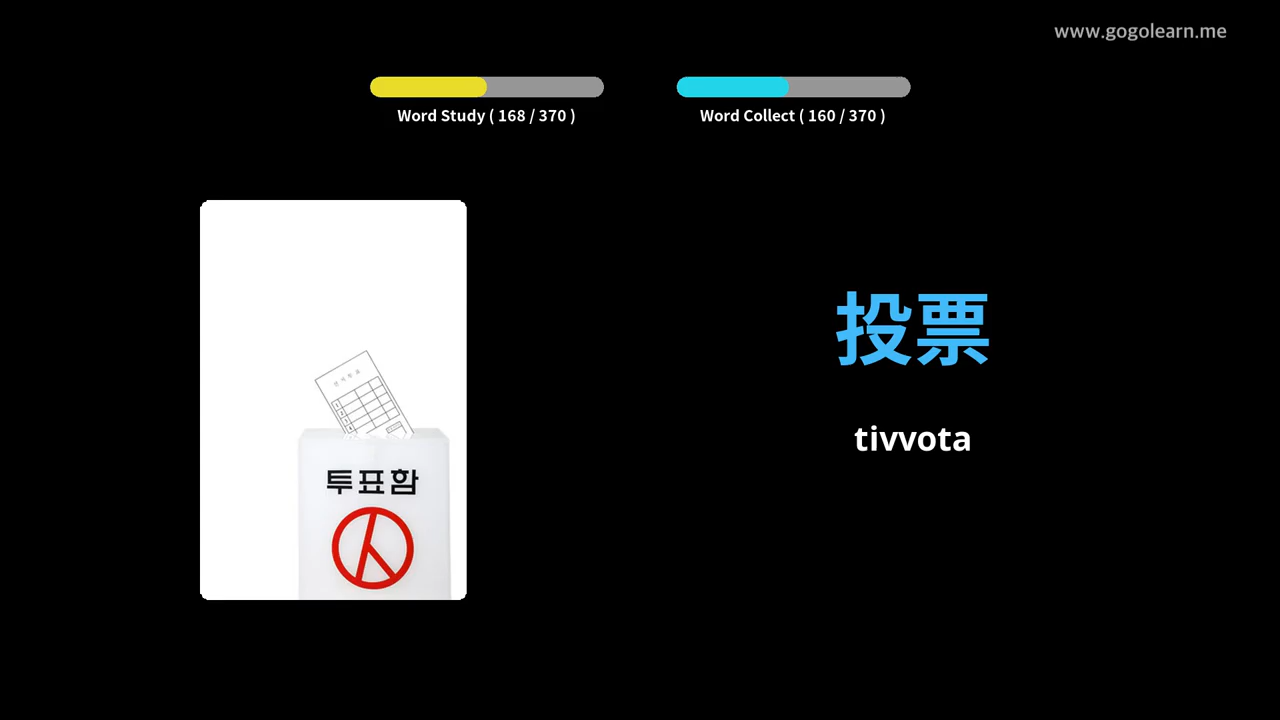 www.gogolearn.me
Word Study ( 168 / 370 )
Word Collect ( 160 / 370 )
投票
tivvota
투표함